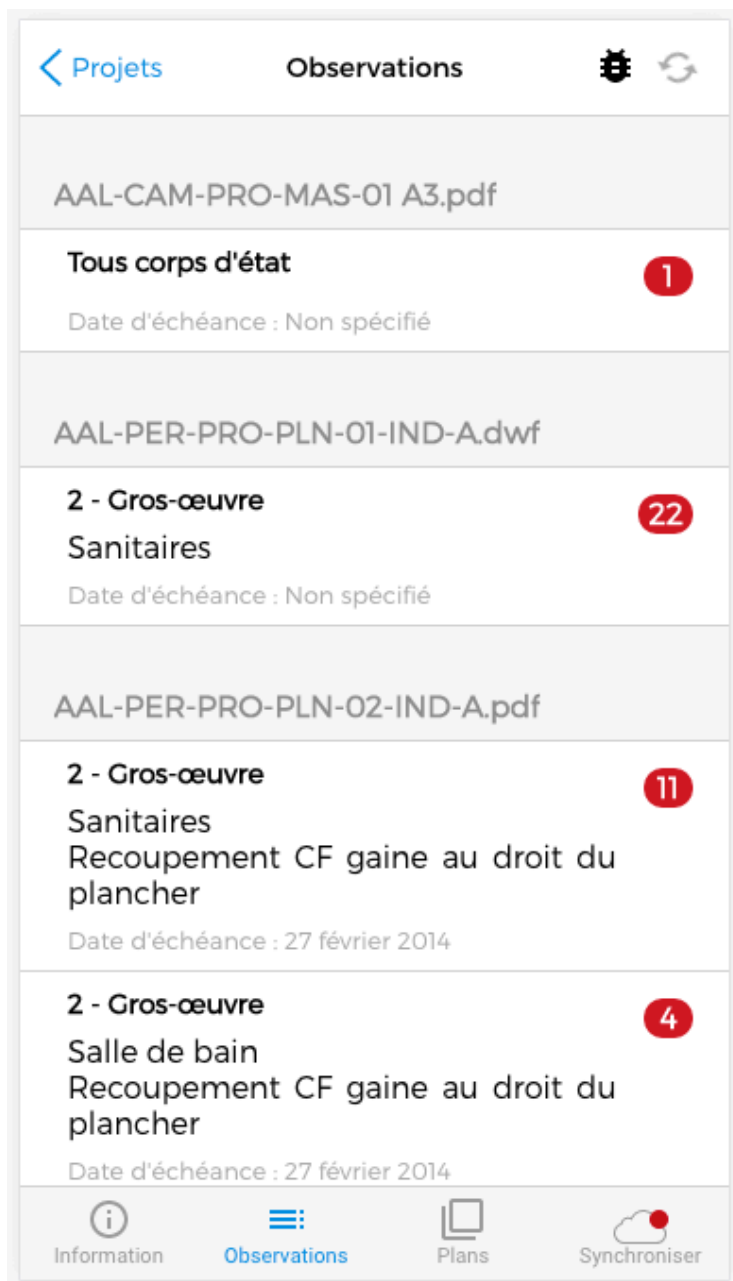 Projets Observations
AAL-CAM-PRO-MAS-01 A3.pdf
Tous corps d'état
1
Date d'échéance : Non spécifié
AAL-PER-PRO-PLN-01-IND-A.dwf
2 - Gros-œuvre
22
Sanitaires
Date d'échéance : Non spécifié
AAL-PER-PRO-PLN-02-IND-A.pdf
2 - Gros-œuvre
11
Sanitaires
Recoupement CF gaine au droit du
plancher
Date d'échéance : 27 février 2014
2 - Gros-œuvre
4
Salle de bain
Recoupement CF gaine au droit du
plancher
Date d'échéance : 27 février 2014
Information Observations Plans Synchroniser